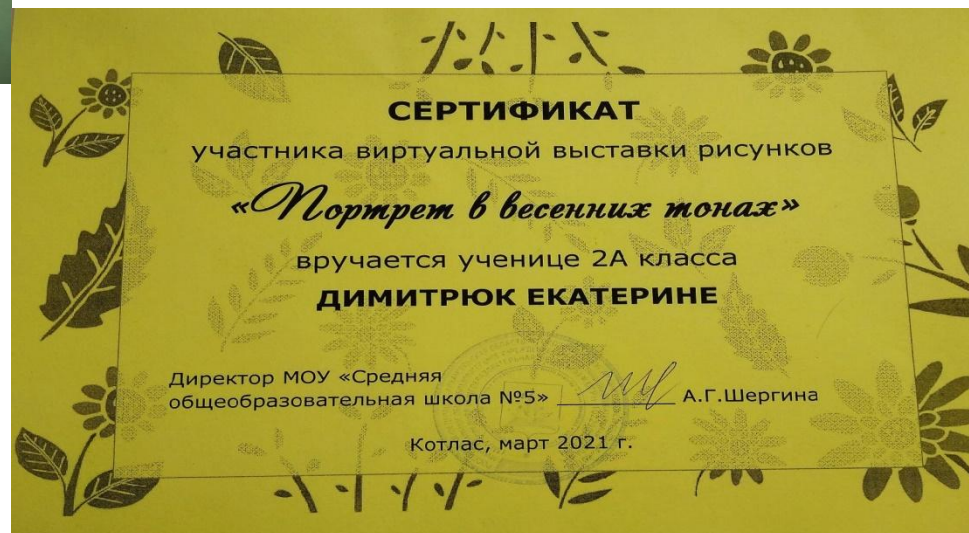 СЕРТИФИКАТ
участника виртуальной выставки рисунков
«Портрет в весенних тонах»
вручается ученице 2А класса
ДИМИТРЮК ЕКАТЕРИНЕ
Директор МОУ «Средняя
общеобразовательная школа №5» А.Г.Шергина
Котлас, март 2021 г.